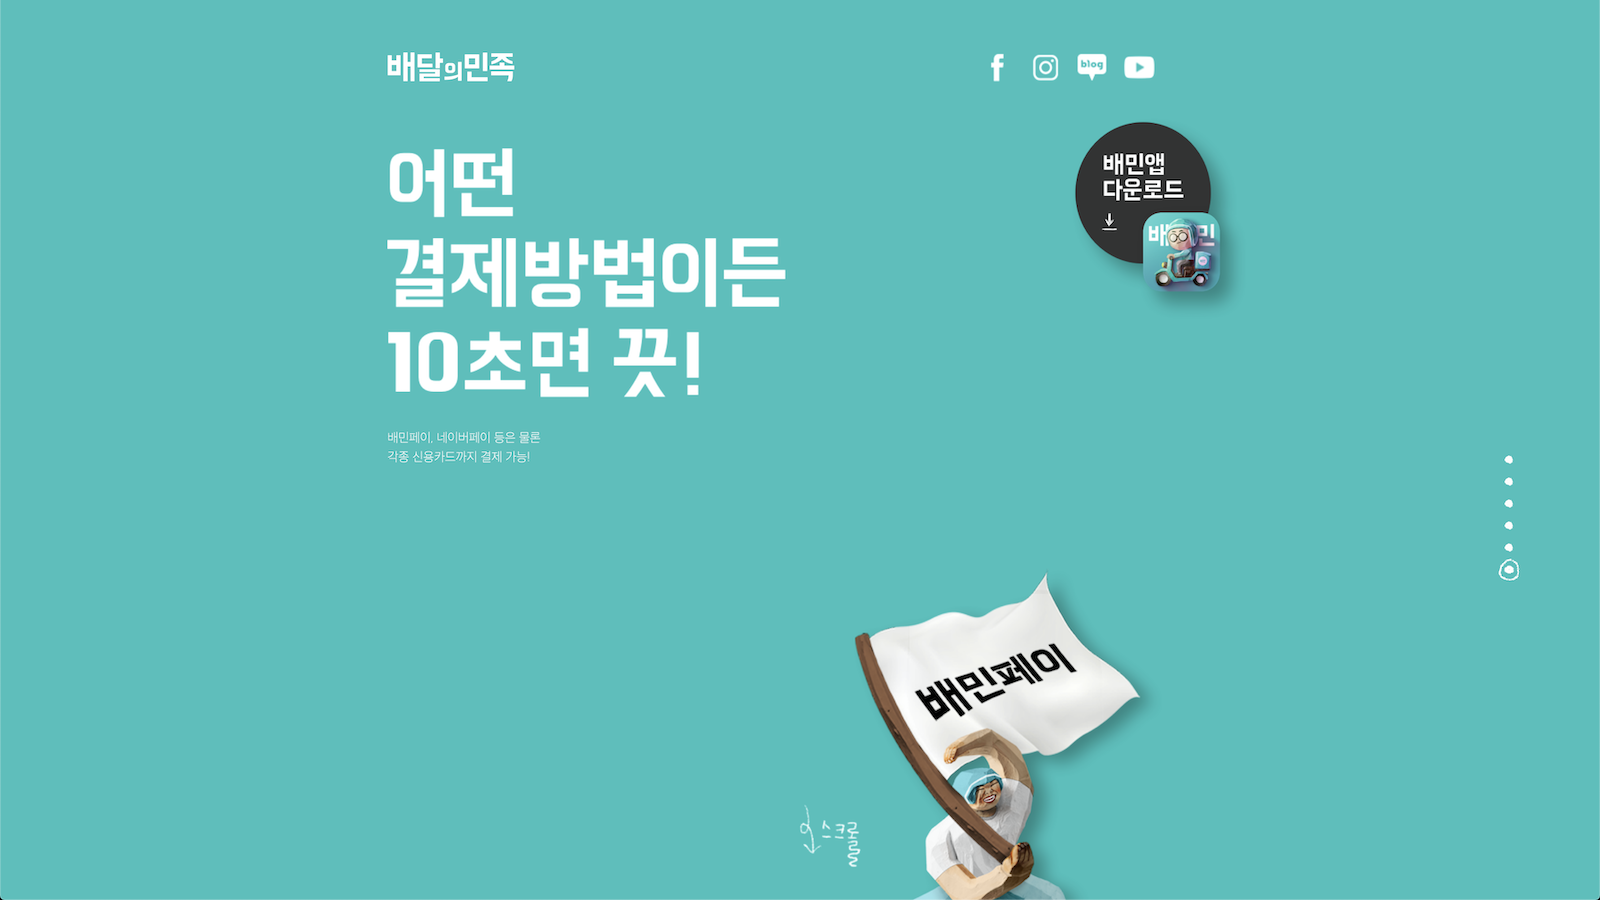 배달의민족
blog
어떤
결제방법이든
10초면 끗!
배민페이, 네이버페이 등은 물론
각종 신용카드까지 결제 가능!
배민앱
다운로드
배민페이
스크롤